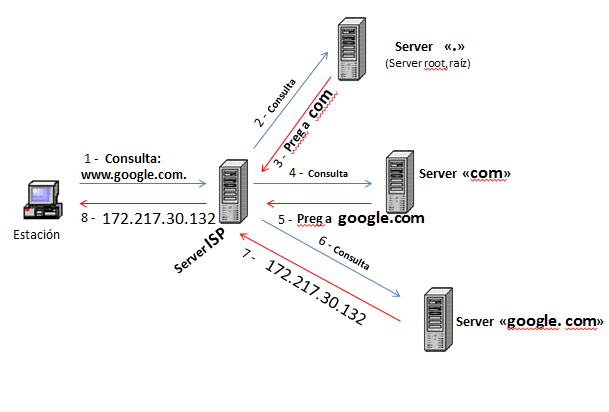 Server «.»
(Server root, raíz)
2 - Consulta
3 - Preg a com
1 - Consulta:
www.google.com.
4 - Consulta
Server «com»
8 - 172.217.30.132
5 - Preg a google.com
Estación
Server ISP
6 - Consulta
7 - 172.217.30.132
Server «google. com»